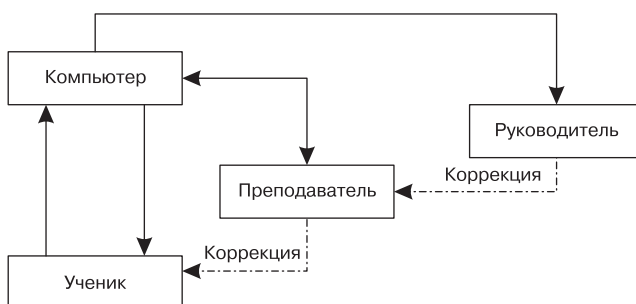 Компьютер
Руководитель
Коррекция
Преподаватель
Коррекция
Ученик